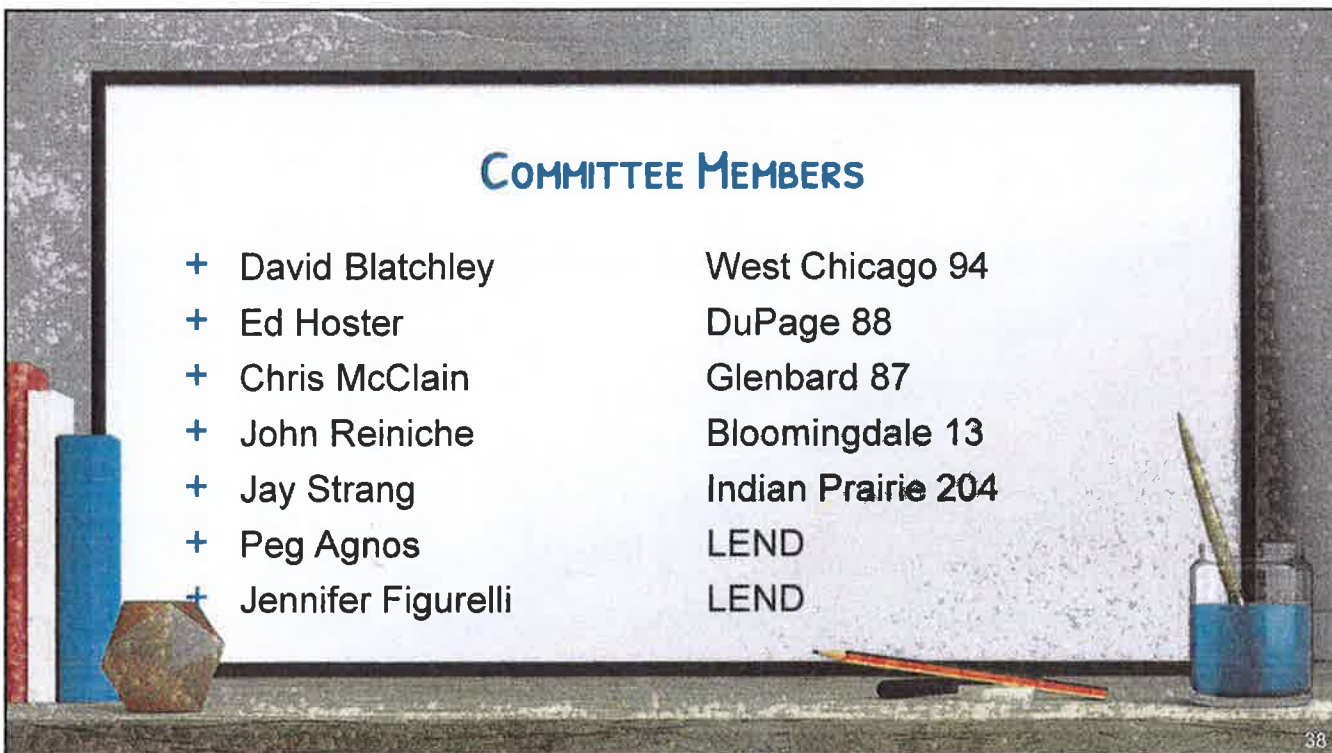 COMMITTEE MEMBERS
+ David Blatchley West Chicago 94
+ Ed Hoster DuPage 88
+ Chris McClain Glenbard 87
+ John Reiniche Bloomingdale 13
+ Jay Strang Indian Prairie 204
+ Peg Agnos LEND
+ Jennifer Figurelli LEND
38